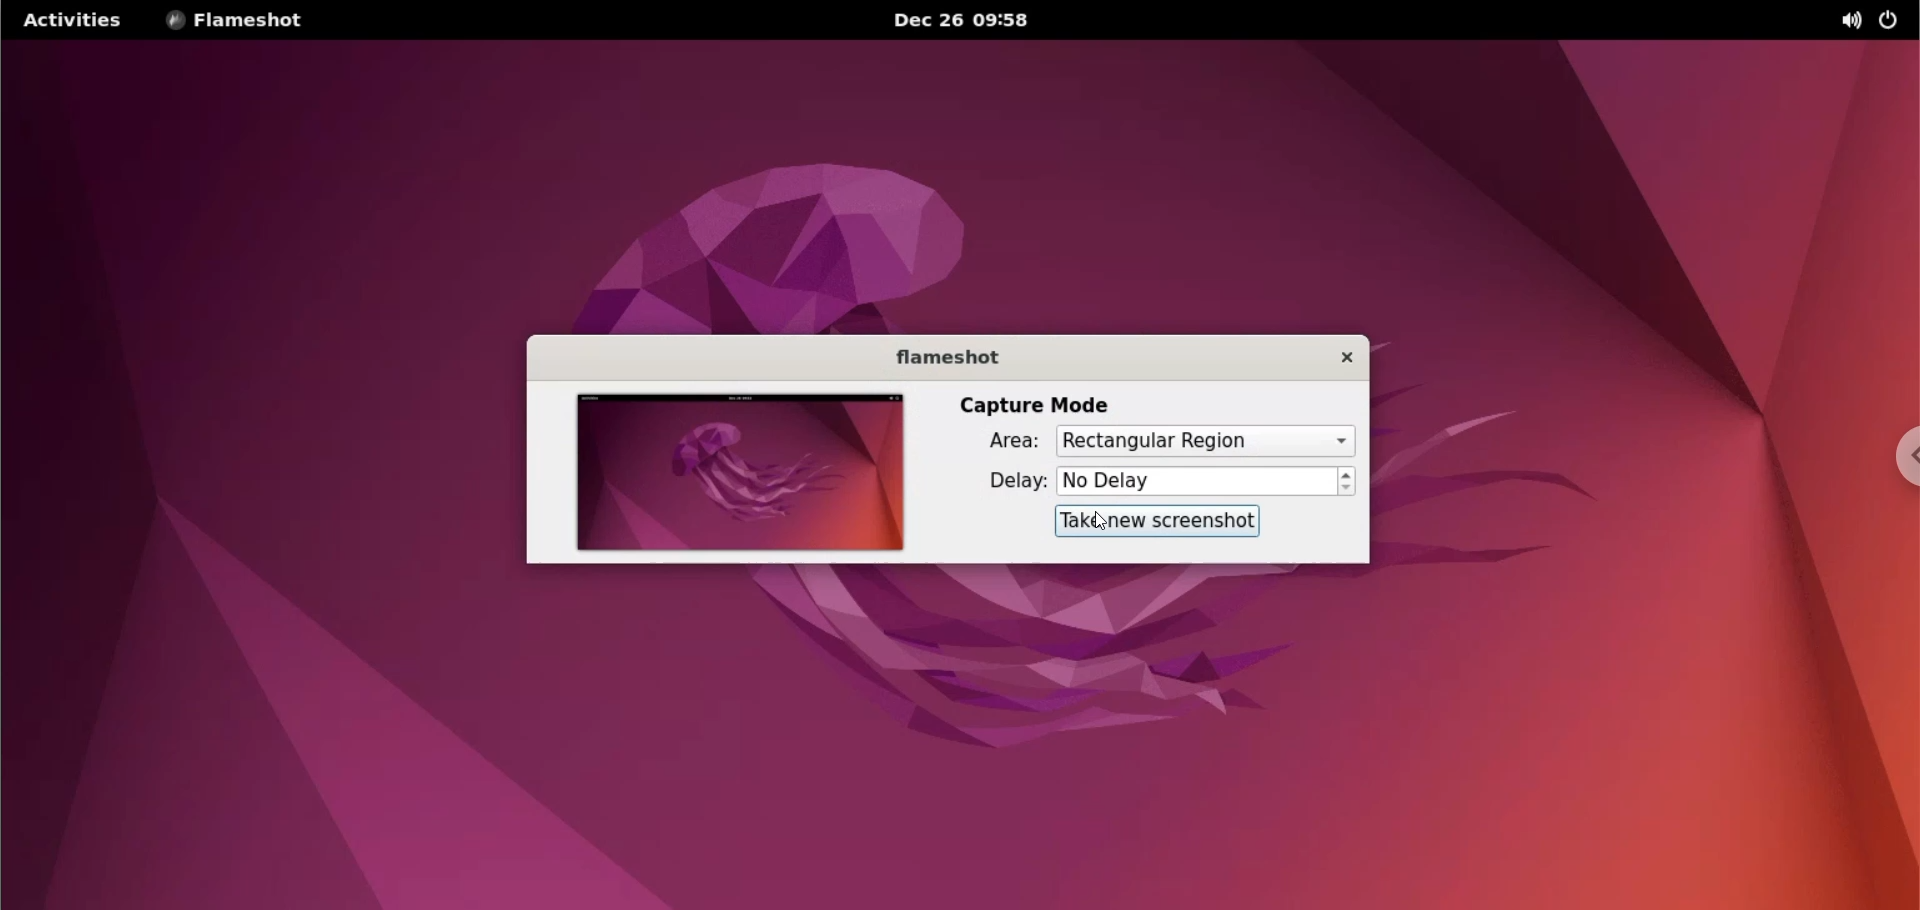 Activities Flameshot Dec 26 09:58
flameshot
Capture Mode
Area: Rectangular Region
Delay: No Delay
Take new screenshot